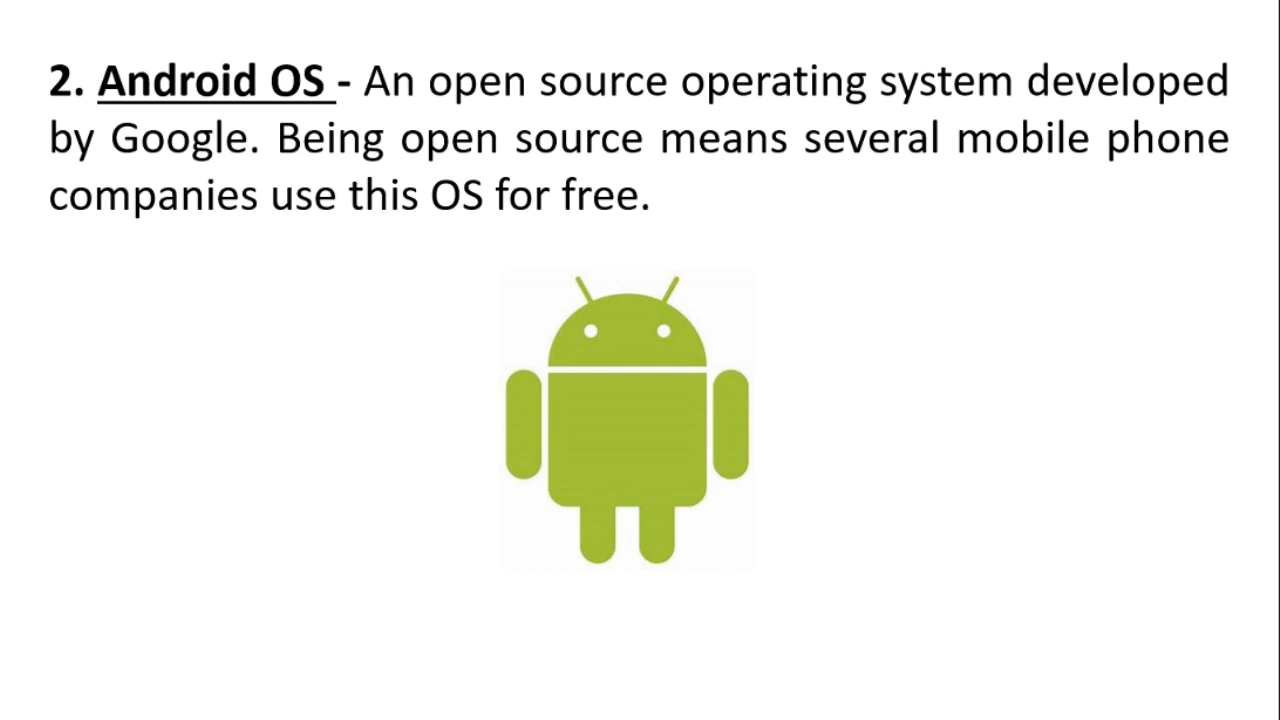 2. Android OS - An open source operating system developed
by Google. Being open source means several mobile phone
companies use this OS for free.